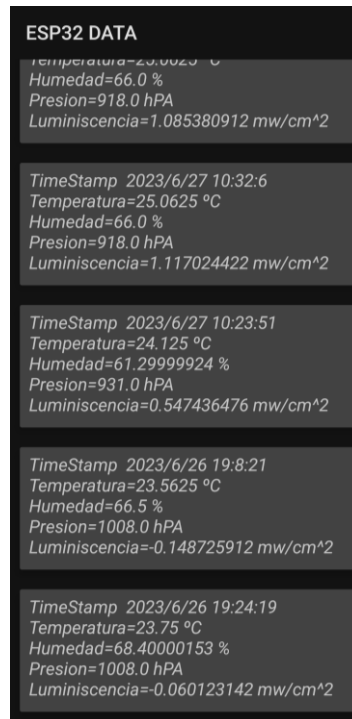 ESP32 DATA
Temperatura=25.0625 ºC
Humedad=66.0 %
Presion=918.0 hPA
Luminiscencia=1.085380912 mw/cm^2
TimeStamp 2023/6/27 10:32:6
Temperatura=25.0625 ºC
Humedad=66.0 %
Presion=918.0 hPA
Luminiscencia=1.117024422 mw/cm^2
TimeStamp 2023/6/27 10:23:51
Temperatura=24.125 ºC
Humedad=61.29999924 %
Presion=931.0 hPA
Luminiscencia=0.547436476 mw/cm^2
TimeStamp 2023/6/26 19:8:21
Temperatura=23.5625 ºC
Humedad=66.5 %
Presion=1008.0 hPA
Luminiscencia=-0.148725912 mw/cm^2
TimeStamp 2023/6/26 19:24:19
Temperatura=23.75 ºC
Humedad=68.40000153 %
Presion=1008.0 hPA
Luminiscencia=-0.060123142 mw/cm^2